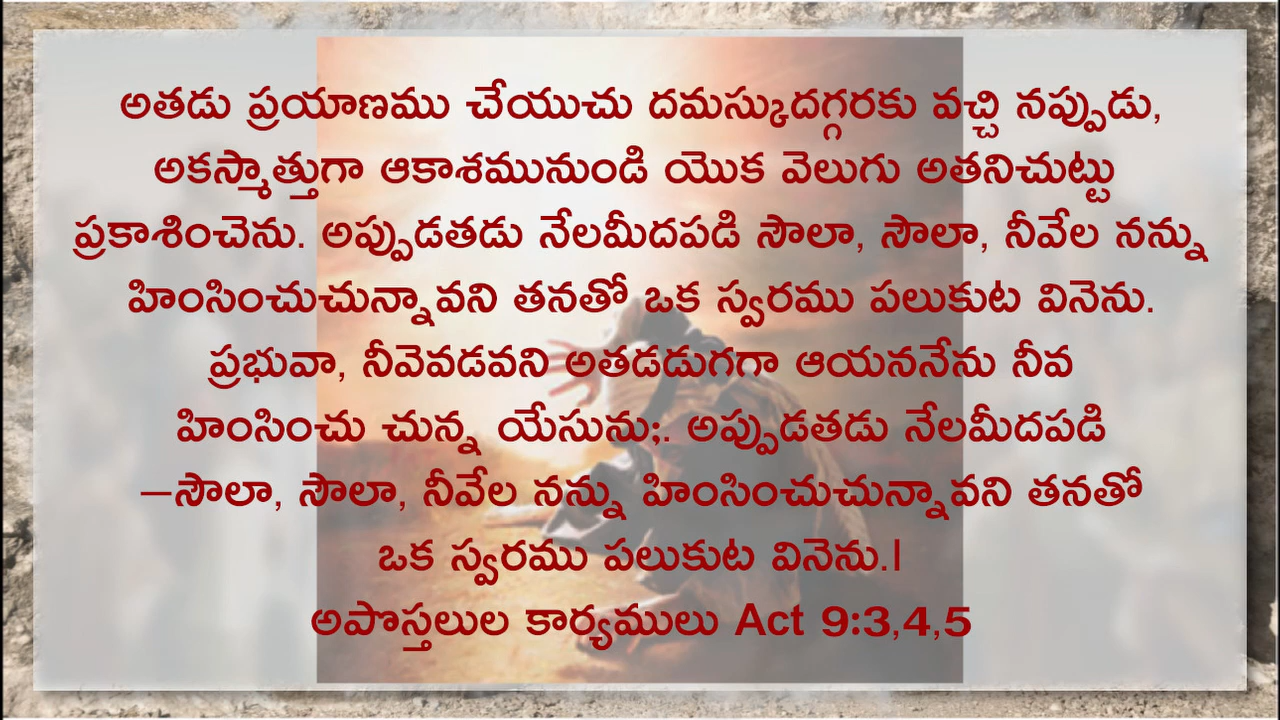 అతడు ప్రయాణము చేయుచు దమస్కుదగ్గరకు వచ్చి నప్పుడు,
అకస్మాత్తుగా ఆకాశమునుండి యొక వెలుగు అతనిచుట్టు
ప్రకాశించెను. అప్పుడతడు నేలమీదపడి సౌలా, సౌలా, నీవేల నన్ను
హింసించుచున్నావని తనతో ఒక స్వరము పలుకుట వినెను.
ప్రభువా, నీవెవడవని అతడడుగగా ఆయననేను నీవ
హింసించు చున్న యేసును;. అప్పుడతడు నేలమీదపడి
—సౌలా, సౌలా, నీవేల నన్ను హింసించుచున్నావని తనతో
ఒక స్వరము పలుకుట వినెను.|
అపొస్తలుల కార్యములు Act 9:3,4,5